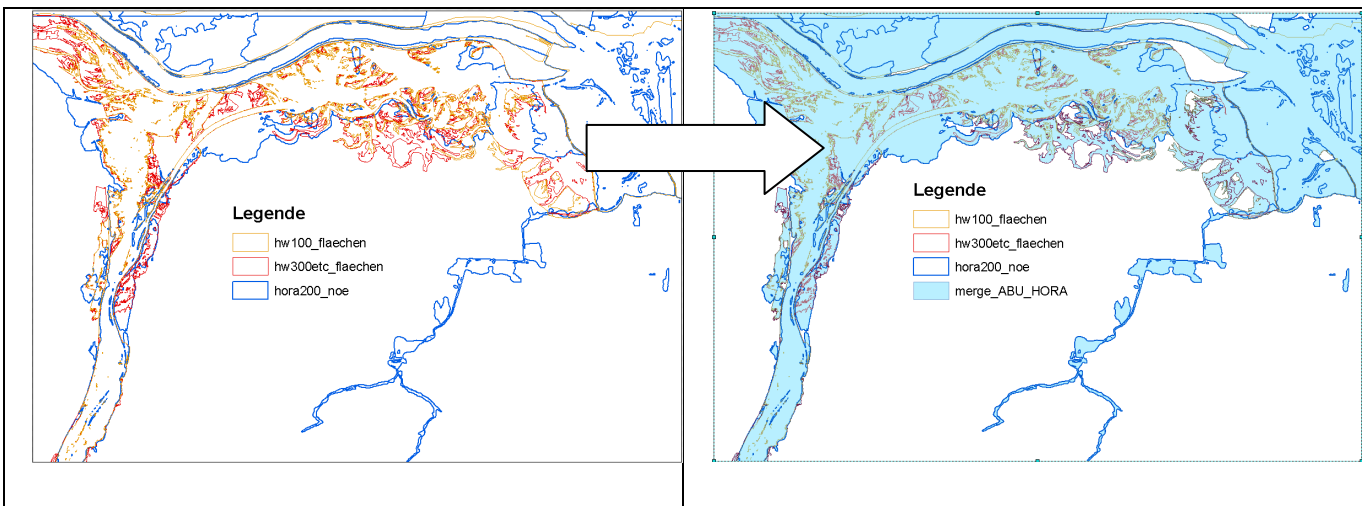 Legende
hw100_flaechen
hw300etc_flaechen
hora200_noe
Legende
hw100_flaechen
hw300etc_flaechen
hora200_noe
merge_ABU_HORA